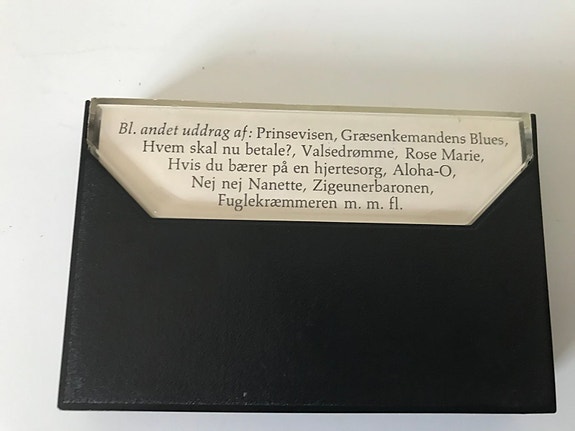 Bl. andet uddrag af: Prinsevisen, Græsenkemandens Blues,
Hvem skal nu betale?, Valsedrømme, Rose Marie,
Hvis du bærer på en hjertesorg, Aloha-O,
Nej nej Nanette, Zigeunerbaronen,
Fuglekræmmeren m. m. fl.